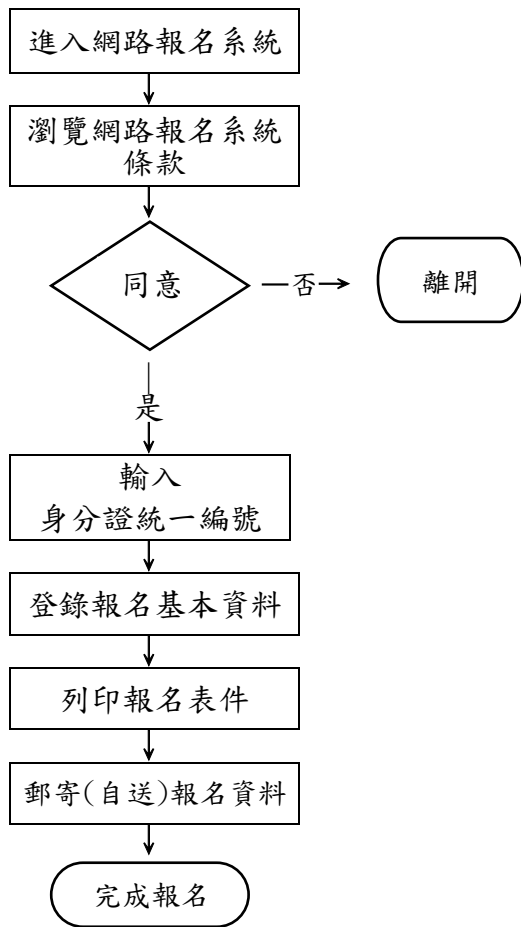 進入網路報名系統
瀏覽網路報名系統
條款
同意
否
離開
是
輸入
身分證統一編號
登錄報名基本資料
列印報名表件
郵寄(自送)報名資料
完成報名